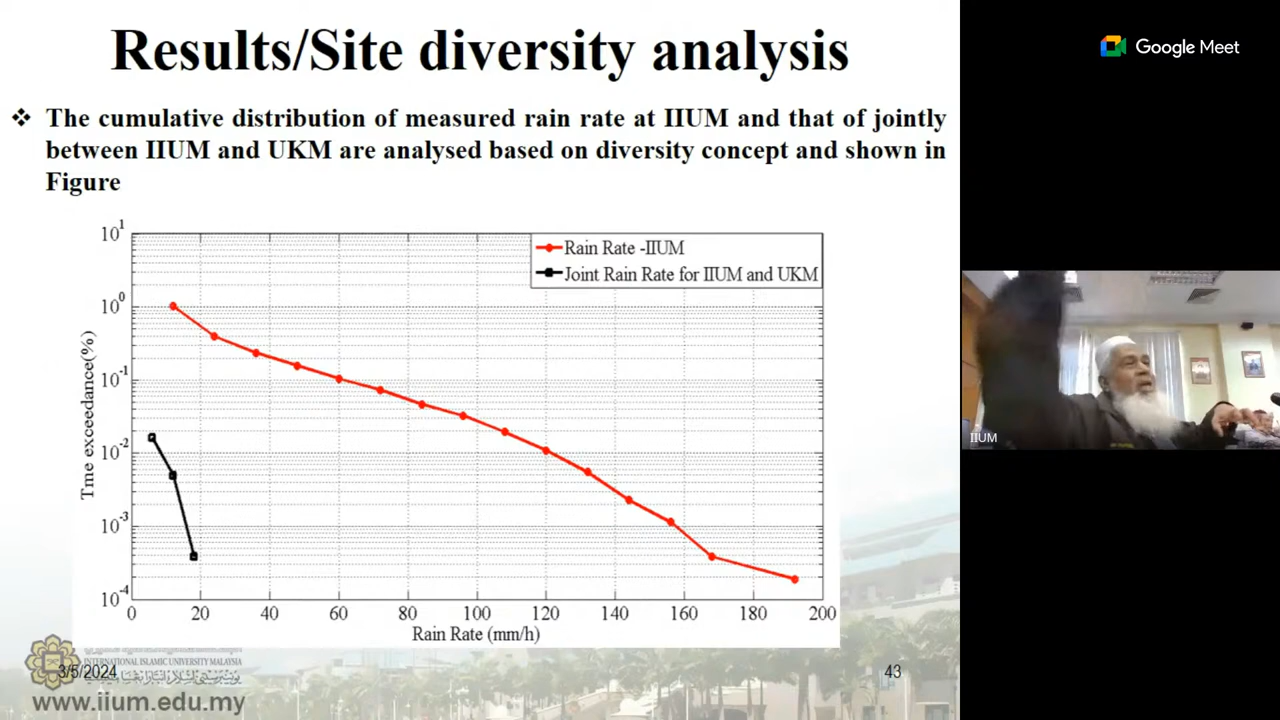 Results/Site diversity analysis
❖ The cumulative distribution of measured rain rate at IIUM and that of jointly
between IIUM and UKM are analysed based on diversity concept and shown in
Figure
Google Meet
10^1
10^0
10^-1
10^-2
10^-3
10^-4
Tme exceedance(%)
Rain Rate -IIUM
Joint Rain Rate for IIUM and UKM
0 20 40 60 80 100 120 140 160 180 200
Rain Rate (mm/h)
IIUM
INTERNATIONAL ISLAMIC UNIVERSITY MALAYSIA
3/5/2024
43
www.iium.edu.my